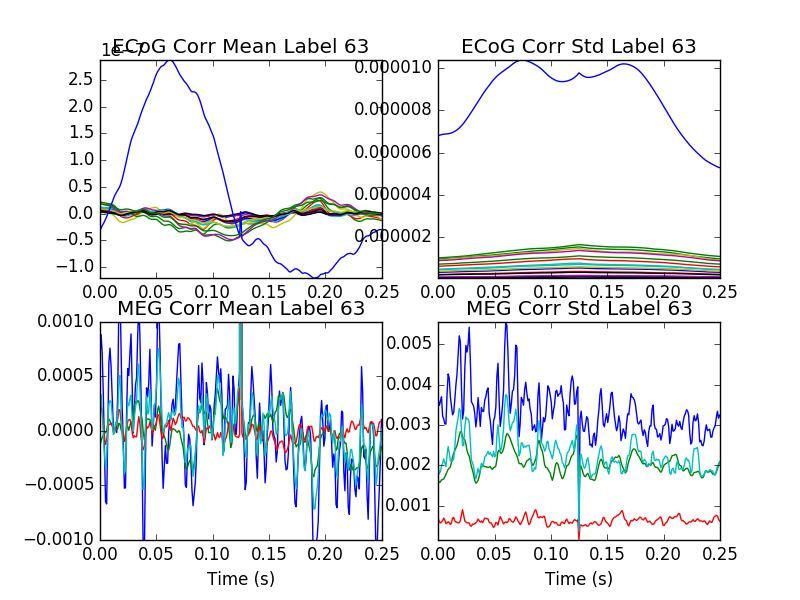 ECoG Corr Mean Label 63
1e−7
2.5
2.0
1.5
1.0
0.5
0.0
−0.5
−1.0
0.00 0.05 0.10 0.15 0.20 0.25
ECoG Corr Std Label 63
0.000010
0.000008
0.000006
0.000004
0.000002
0.00 0.05 0.10 0.15 0.20 0.25
MEG Corr Mean Label 63
0.0010
0.0005
0.0000
−0.0005
−0.0010
0.00 0.05 0.10 0.15 0.20 0.25
Time (s)
MEG Corr Std Label 63
0.005
0.004
0.003
0.002
0.001
0.00 0.05 0.10 0.15 0.20 0.25
Time (s)